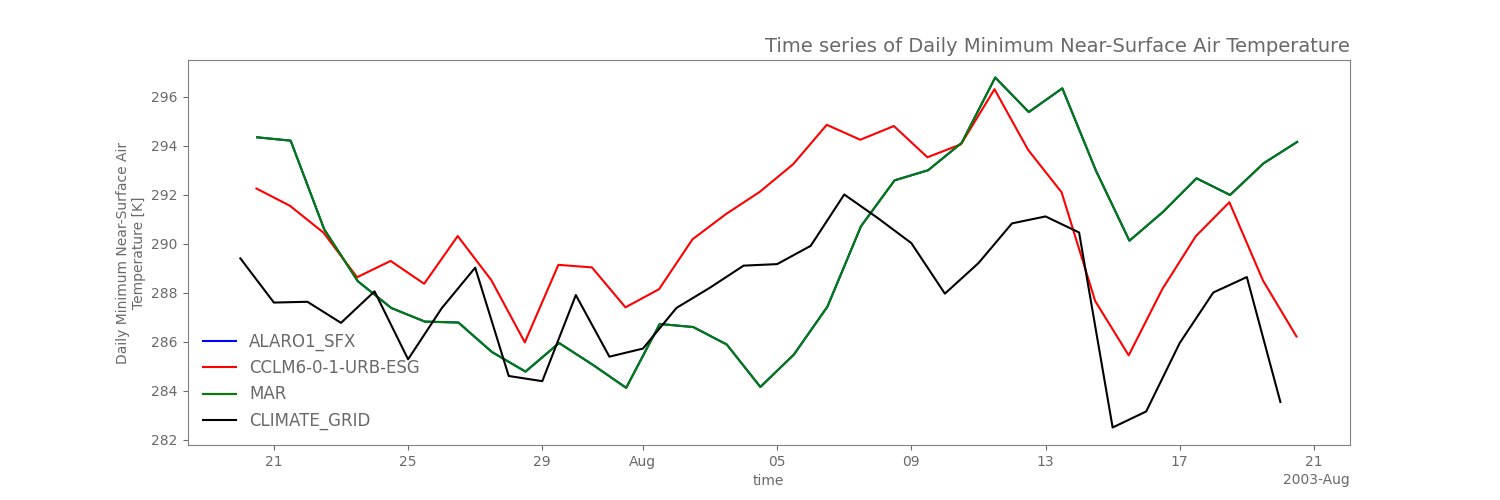 Time series of Daily Minimum Near-Surface Air Temperature
Daily Minimum Near-Surface Air
Temperature [K]
296
294
292
290
288
286
284
282
ALARO1_SFX
CCLM6-0-1-URB-ESG
MAR
CLIMATE_GRID
21 25 29 Aug 05 09 13 17 21
time
2003-Aug